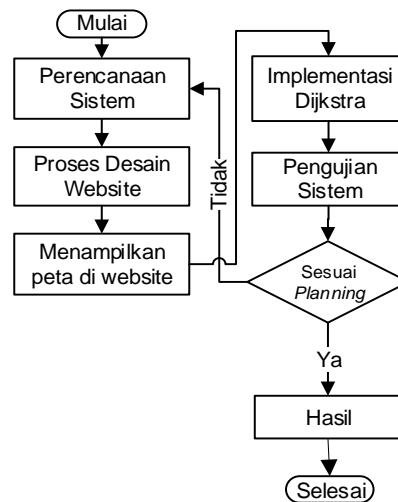 Mulai
Perencanaan
Sistem
Proses Desain
Website
Menampilkan
peta di website
Implementasi
Dijkstra
Pengujian
Sistem
Sesuai
Planning
Tidak
Ya
Hasil
Selesai